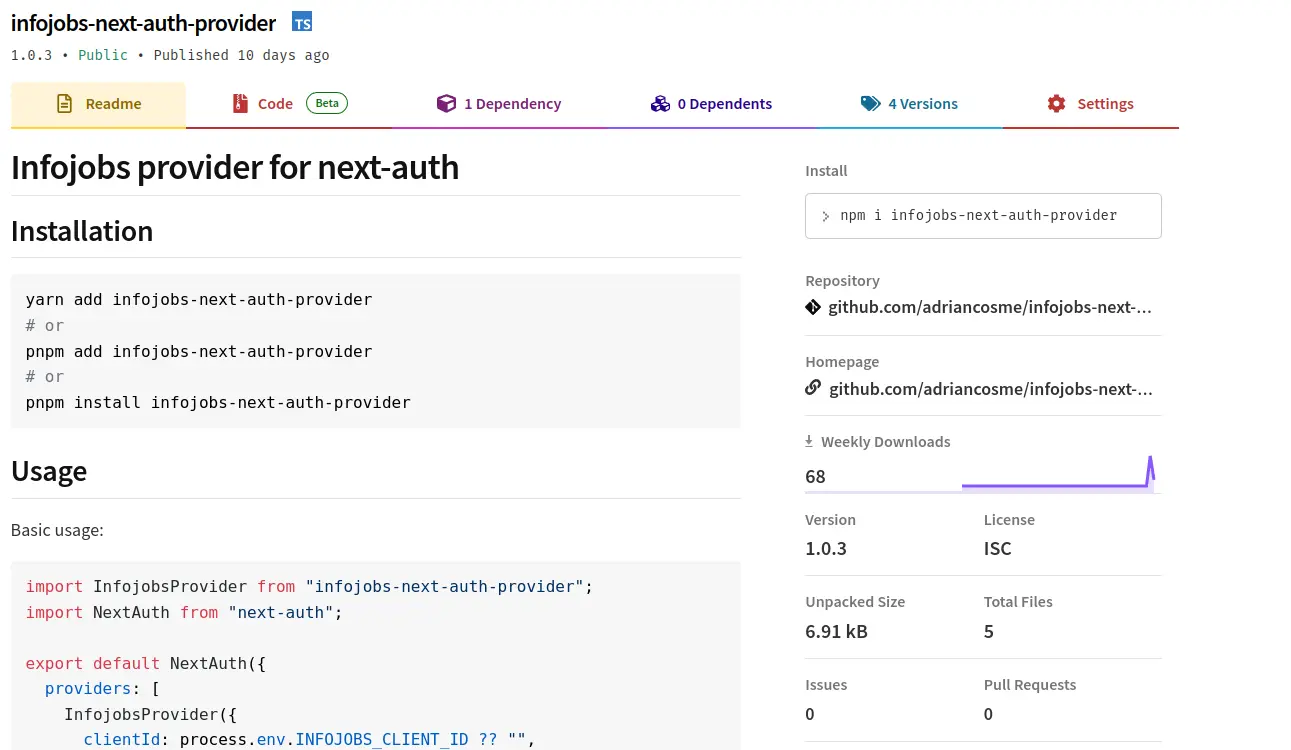 infojobs-next-auth-provider TS
1.0.3 • Public • Published 10 days ago
Readme
Code Beta
1 Dependency
0 Dependents
4 Versions
Settings
Infojobs provider for next-auth
Installation
yarn add infojobs-next-auth-provider
# or
pnpm add infojobs-next-auth-provider
# or
pnpm install infojobs-next-auth-provider
Usage
Basic usage:
import InfojobsProvider from "infojobs-next-auth-provider";
import NextAuth from "next-auth";
export default NextAuth({
providers: [
InfojobsProvider({
clientId: process.env.INFOJOBS_CLIENT_ID ?? "",
Install
> npm i infojobs-next-auth-provider
Repository
github.com/adriancosme/infojobs-next-...
Homepage
github.com/adriancosme/infojobs-next-...
Weekly Downloads
68
Version License
1.0.3 ISC
Unpacked Size Total Files
6.91 kB 5
Issues Pull Requests
0 0